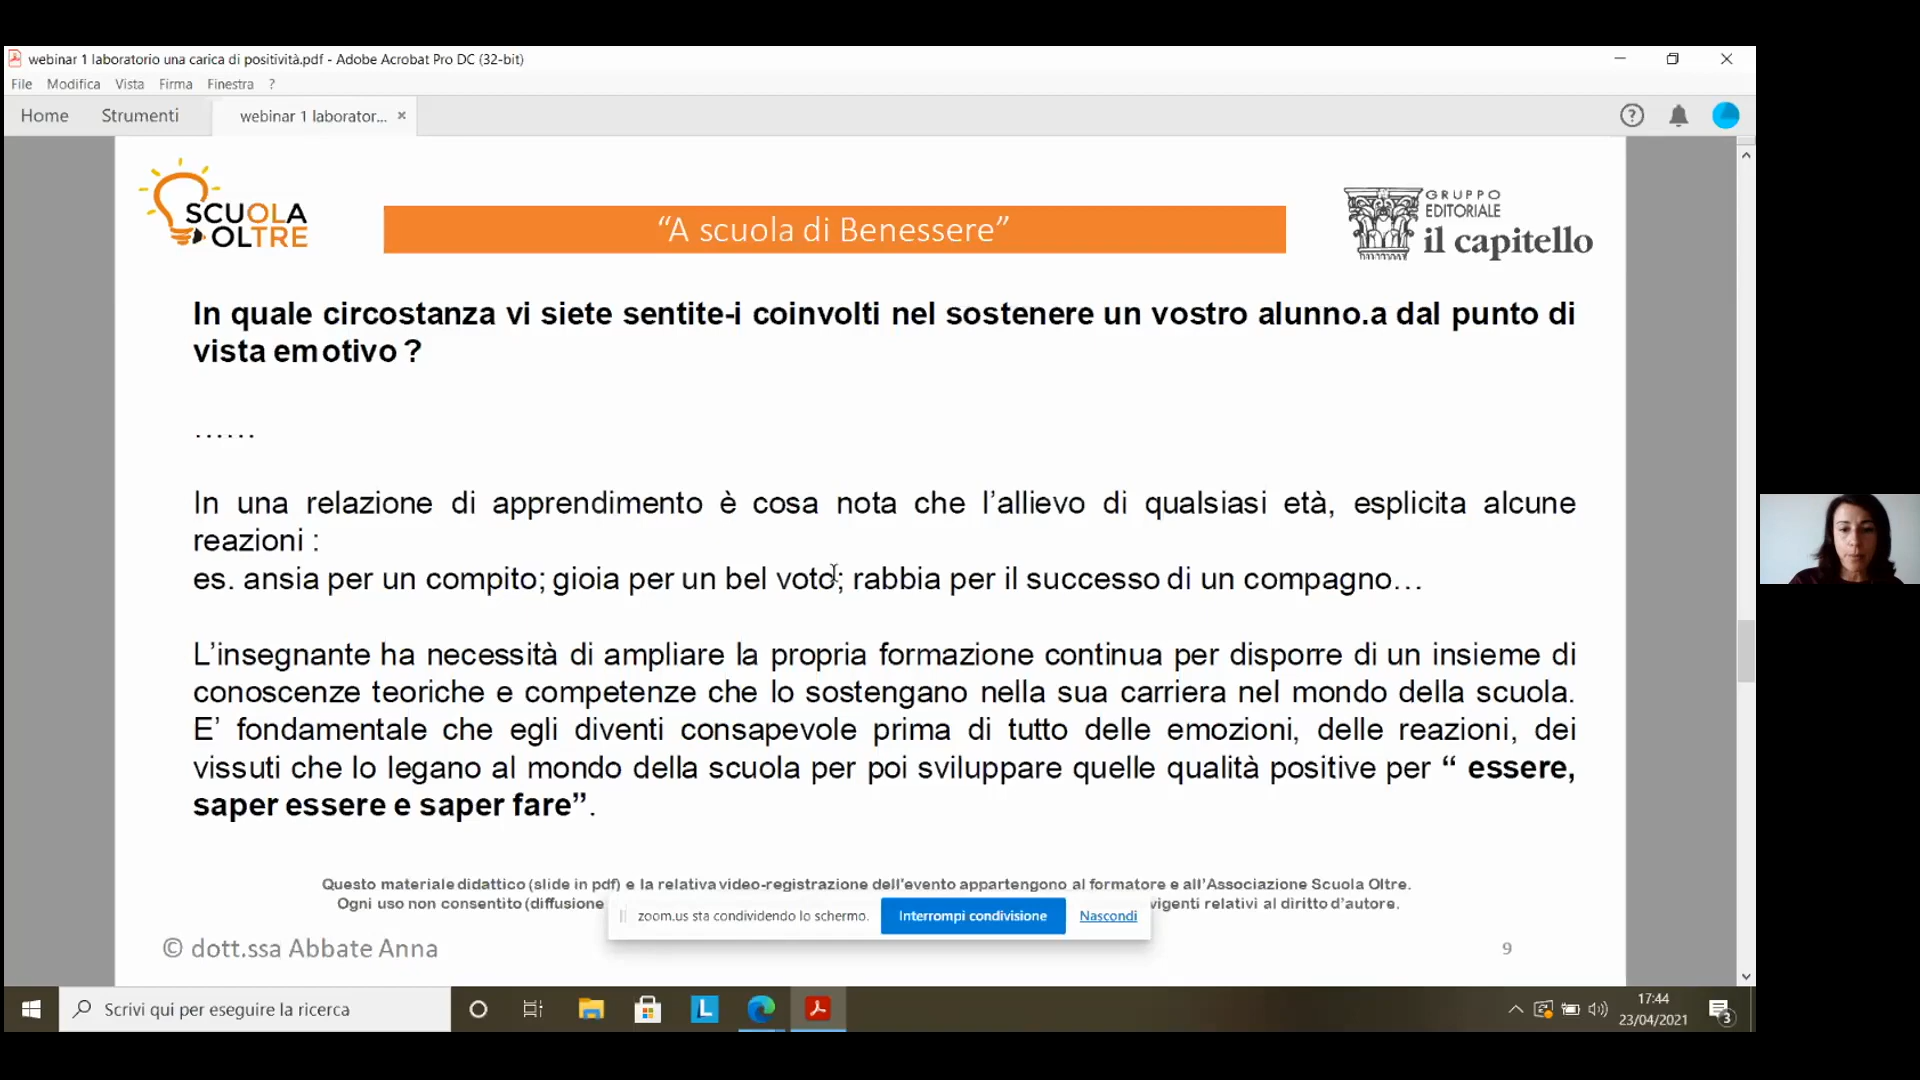 webinar 1 laboratorio una carica di positività.pdf - Adobe Acrobat Pro DC (32-bit)
File Modifica Vista Firma Finestra ?
Home Strumenti webinar 1 laborator... ×
SCUOLA
OLTRE
“A scuola di Benessere”
GRUPPO
EDITORIALE
il capitello
In quale circostanza vi siete sentite-i coinvolti nel sostenere un vostro alunno.a dal punto di
vista emotivo ?
……
In una relazione di apprendimento è cosa nota che l’allievo di qualsiasi età, esplicita alcune
reazioni :
es. ansia per un compito; gioia per un bel voto; rabbia per il successo di un compagno…
L’insegnante ha necessità di ampliare la propria formazione continua per disporre di un insieme di
conoscenze teoriche e competenze che lo sostengano nella sua carriera nel mondo della scuola.
E’ fondamentale che egli diventi consapevole prima di tutto delle emozioni, delle reazioni, dei
vissuti che lo legano al mondo della scuola per poi sviluppare quelle qualità positive per “ essere,
saper essere e saper fare”.
Questo materiale didattico (slide in pdf) e la relativa video-registrazione dell’evento appartengono al formatore e all’Associazione Scuola Oltre.
Ogni uso non consentito (diffusione vigenti relativi al diritto d’autore.
zoom.us sta condividendo lo schermo. Interrompi condivisione Nascondi
© dott.ssa Abbate Anna
9
Scrivi qui per eseguire la ricerca
L
17:44
23/04/2021
3